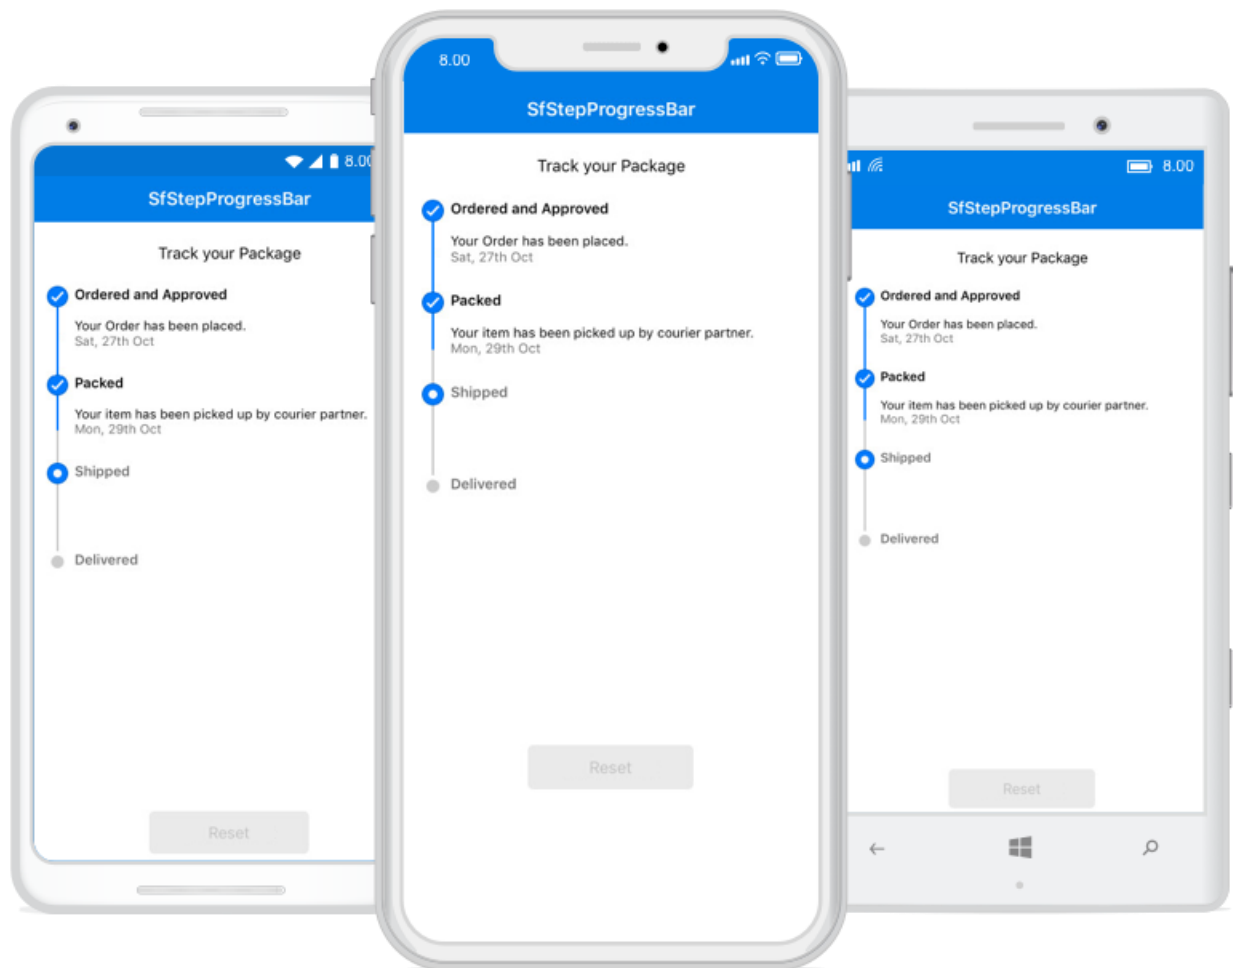 8.00
SfStepProgressBar
Track your Package
Ordered and Approved
Your Order has been placed.
Sat, 27th Oct
Packed
Your item has been picked up by courier partner.
Mon, 29th Oct
Shipped
Delivered
Reset
8.00
SfStepProgressBar
Track your Package
Ordered and Approved
Your Order has been placed.
Sat, 27th Oct
Packed
Your item has been picked up by courier partner.
Mon, 29th Oct
Shipped
Delivered
Reset
8.00
SfStepProgressBar
Track your Package
Ordered and Approved
Your Order has been placed.
Sat, 27th Oct
Packed
Your item has been picked up by courier partner.
Mon, 29th Oct
Shipped
Delivered
Reset